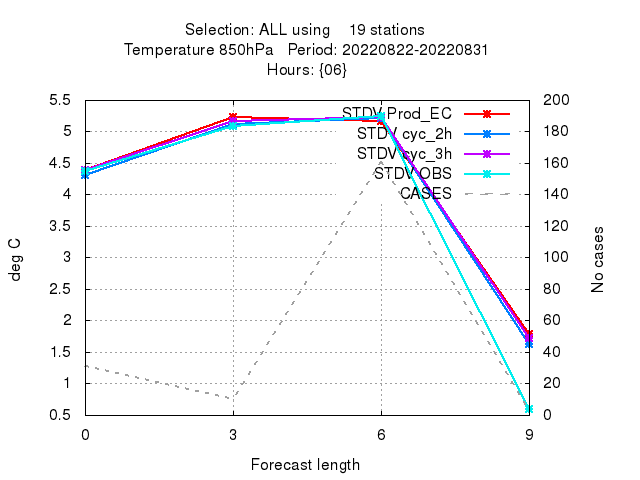 Selection: ALL using 19 stations
Temperature 850hPa Period: 20220822-20220831
Hours: {06}
5.5
5
4.5
4
3.5
3
2.5
2
1.5
1
0.5
deg C
STDV Prod_EC
STDV cyc_2h
STDV cyc_3h
STDV OBS
CASES
200
180
160
140
120
100
80
60
40
20
0
No cases
0 3 6 9
Forecast length